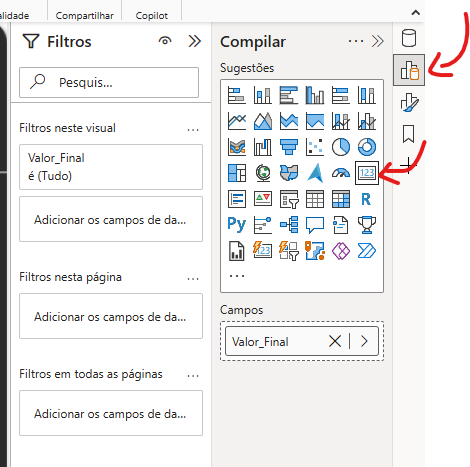 alidade
Compartilhar
Copilot
Filtros
Pesquis...
Filtros neste visual
...
Valor_Final
é (Tudo)
Adicionar os campos de da...
Filtros nesta página
...
Adicionar os campos de da...
Filtros em todas as páginas
...
Adicionar os campos de da...
Compilar
...
Sugestões
123
R
Py
123
...
Campos
Valor_Final